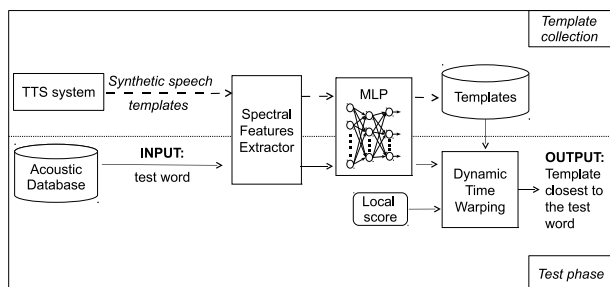 Template
collection
TTS system
Synthetic speech
templates
Spectral
Features
Extractor
MLP
Templates
Acoustic
Database
INPUT:
test word
Local
score
Dynamic
Time
Warping
OUTPUT:
Template
closest to
the test
word
Test phase